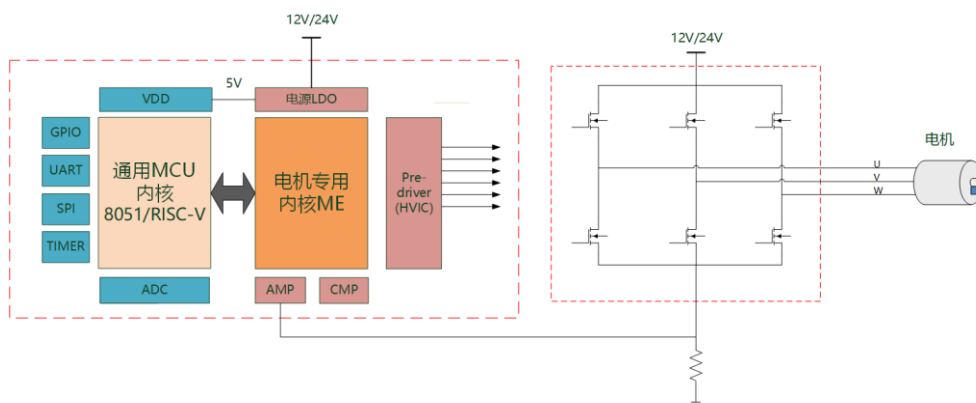 12V/24V
12V/24V
5V
VDD
电源LDO
GPIO
UART
SPI
TIMER
通用MCU
内核
8051/RISC-V
电机专用
内核ME
Pre-
driver
(HVIC)
ADC
AMP
CMP
电机
U
V
W